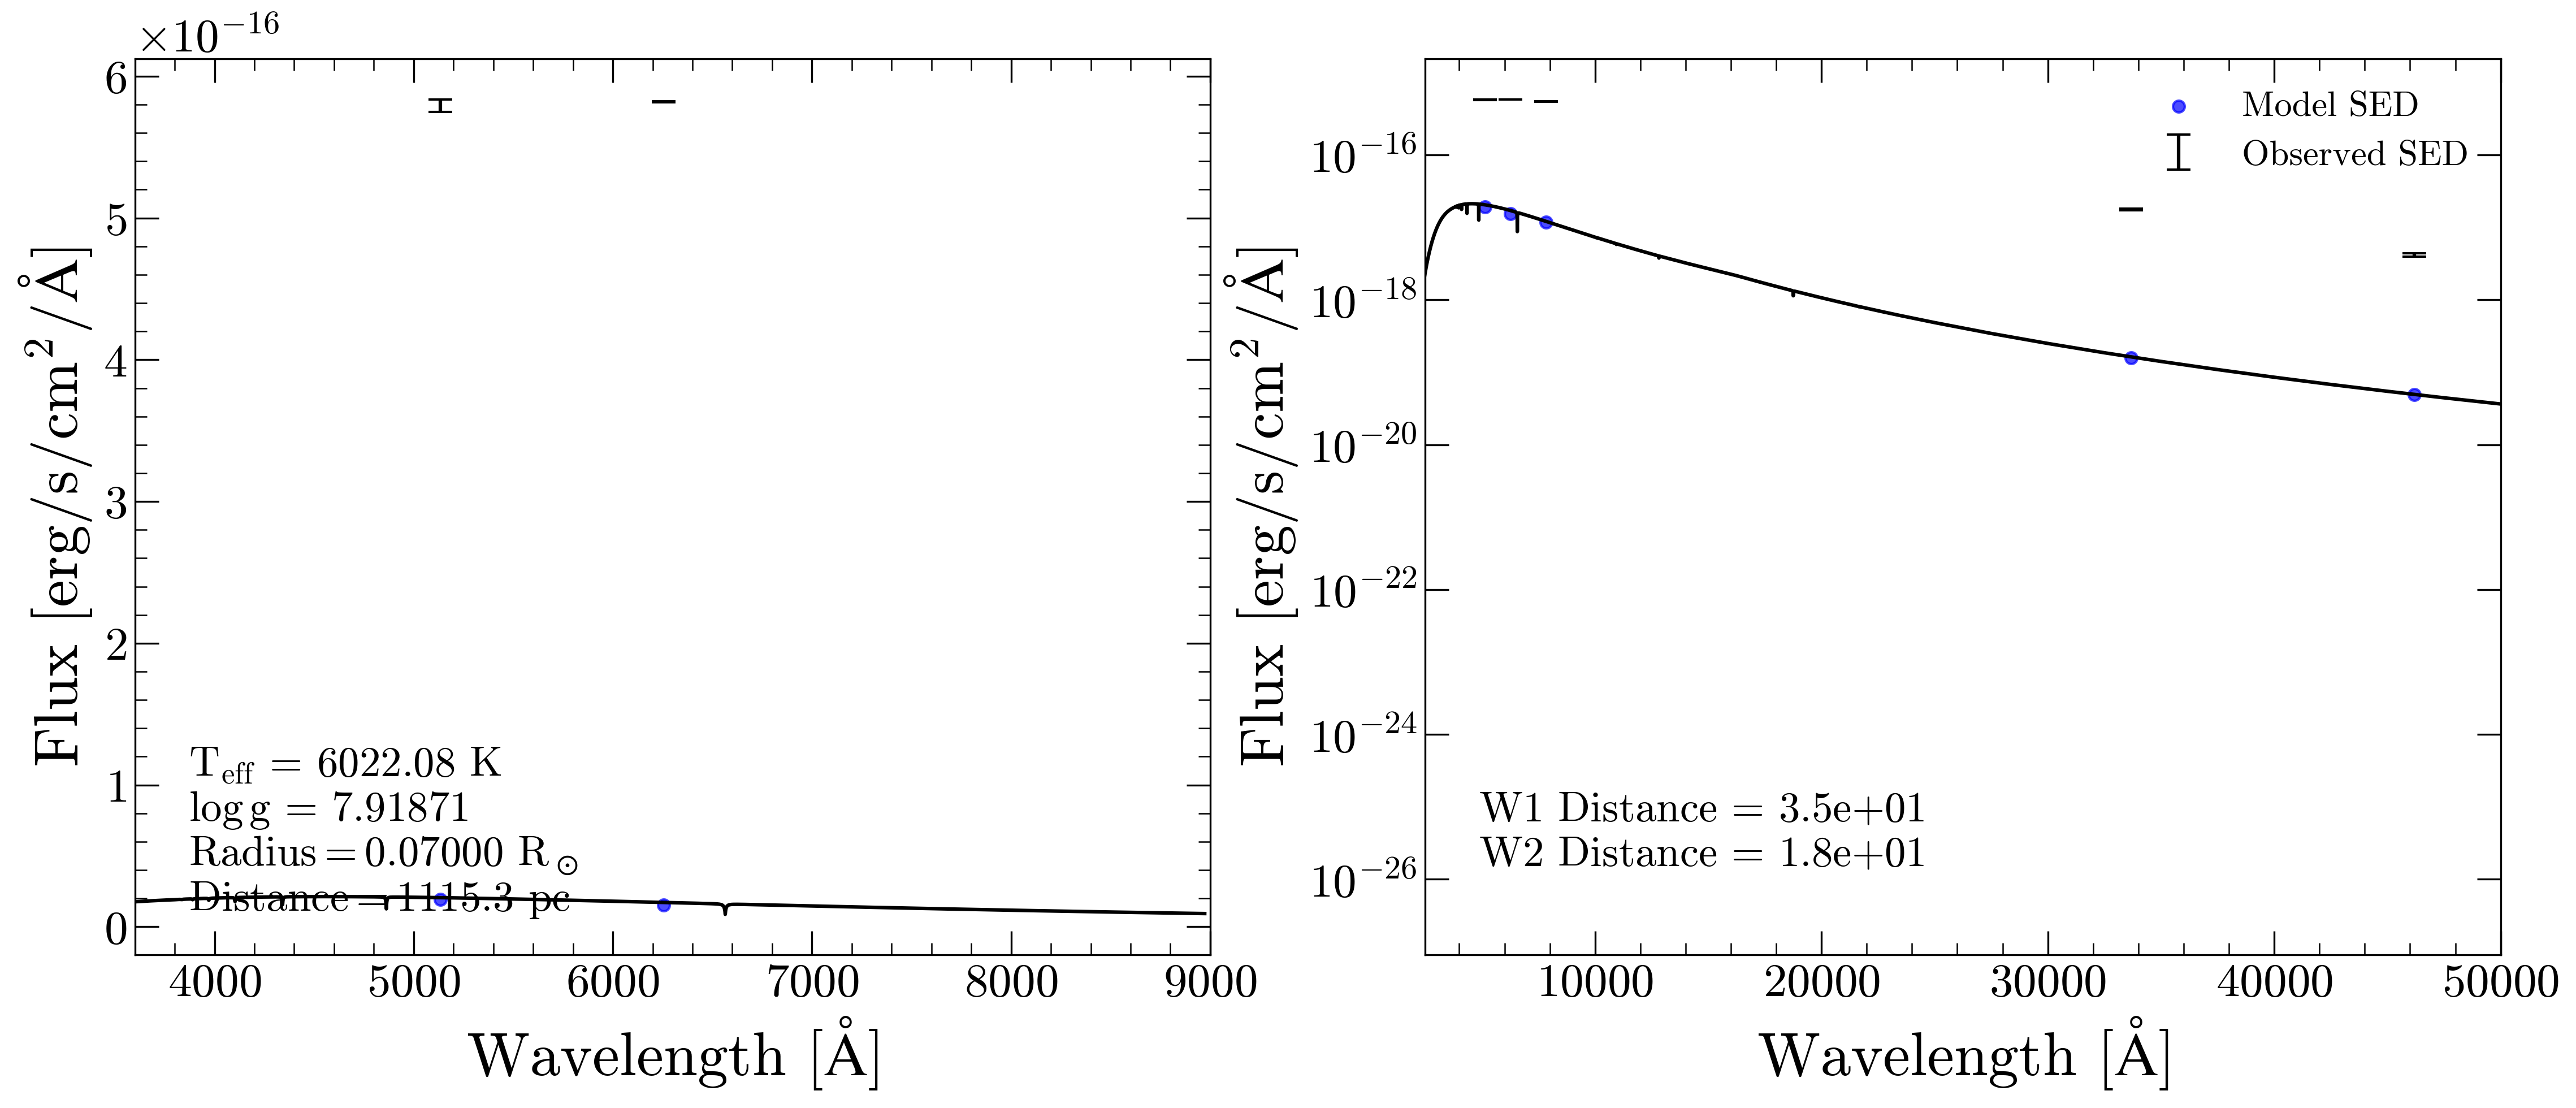 ×10⁻¹⁶
6
5
4
3
2
1
0
Flux [erg/s/cm²/Å]
T_eff = 6022.08 K
log g = 7.91871
Radius = 0.07000 R_⊙
Distance = 1115.3 pc
4000 5000 6000 7000 8000 9000
Wavelength [Å]
10⁻¹⁶
10⁻¹⁸
10⁻²⁰
10⁻²²
10⁻²⁴
10⁻²⁶
Flux [erg/s/cm²/Å]
Model SED
Observed SED
W1 Distance = 3.5e+01
W2 Distance = 1.8e+01
10000 20000 30000 40000 50000
Wavelength [Å]